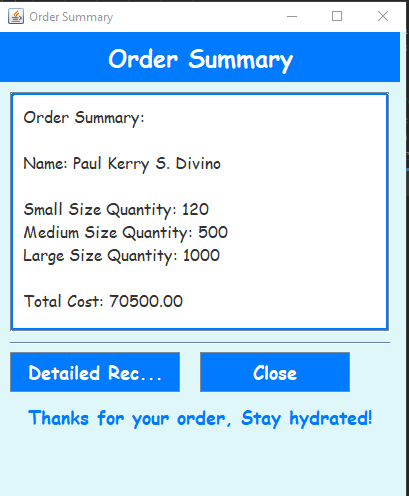 Order Summary
Order Summary
Order Summary:
Name: Paul Kerry S. Divino
Small Size Quantity: 120
Medium Size Quantity: 500
Large Size Quantity: 1000
Total Cost: 70500.00
Detailed Rec...
Close
Thanks for your order, Stay hydrated!